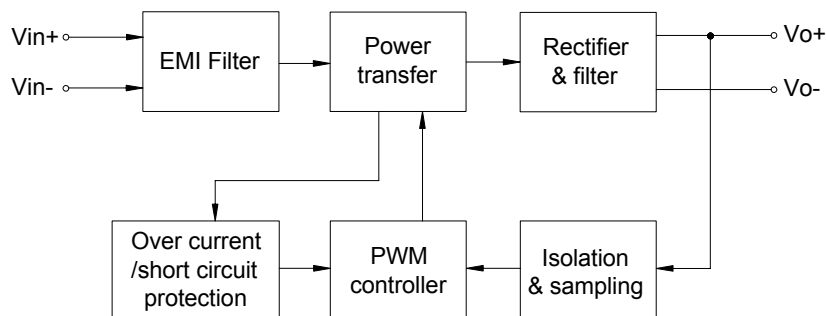 Vin+
Vin-
EMI Filter
Power
transfer
Rectifier
& filter
Vo+
Vo-
Over current
/short circuit
protection
PWM
controller
Isolation
& sampling